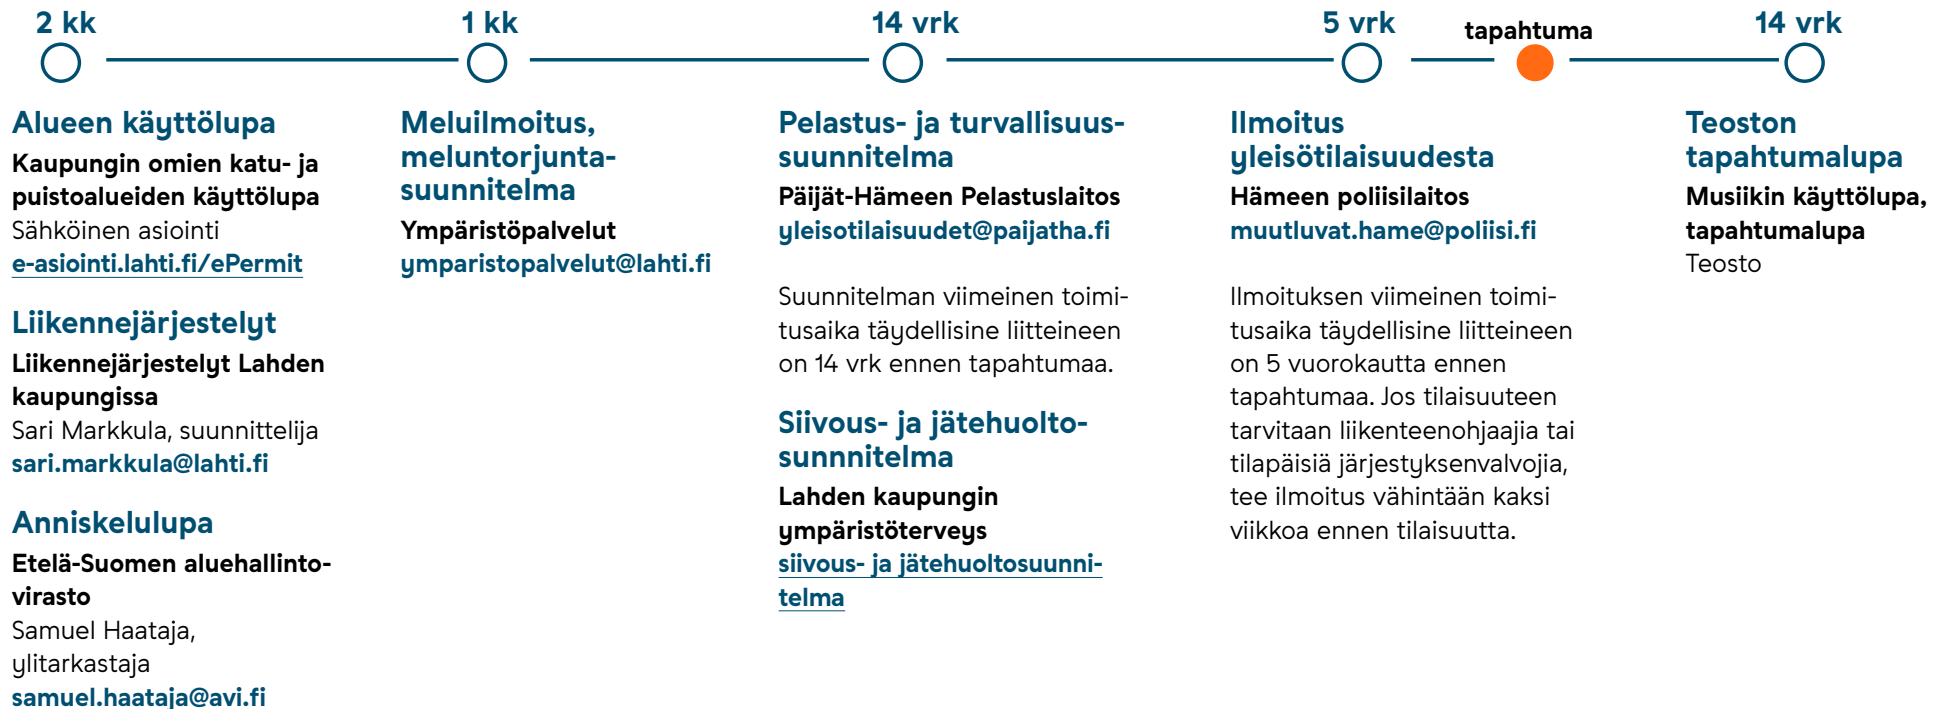 2 kk
Alueen käyttölupa
Kaupungin omien katu- ja
puistoalueiden käyttölupa
Sähköinen asiointi
e-asiointi.lahti.fi/ePermit
Liikennejärjestelyt
Liikennejärjestelyt Lahden
kaupungissa
Sari Markkula, suunnittelija
sari.markkula@lahti.fi
Anniskelulupa
Etelä-Suomen aluehallinto-
virasto
Samuel Haataja,
ylitarkastaja
samuel.haataja@avi.fi
1 kk
Meluilmoitus,
meluntorjunta-
suunnitelma
Ympäristöpalvelut
ymparistopalvelut@lahti.fi
14 vrk
Pelastus- ja turvallisuus-
suunnitelma
Päijät-Hämeen Pelastuslaitos
yleisotilaisuudet@paijatha.fi
Suunnitelman viimeinen toimi-
tusaika täydellisine liitteineen
on 14 vrk ennen tapahtumaa.
Siivous- ja jätehuolto-
sunnnitelma
Lahden kaupungin
ympäristöterveys
siivous- ja jätehuoltosuunni-
telma
5 vrk
Ilmoitus
yleisötilaisuudesta
Hämeen poliisilaitos
muutluvat.hame@poliisi.fi
Ilmoituksen viimeinen toimi-
tusaika täydellisine liitteineen
on 5 vuorokautta ennen
tapahtumaa. Jos tilaisuuteen
tarvitaan liikenteenohjaajia tai
tilapäisiä järjestyksenvalvojia,
tee ilmoitus vähintään kaksi
viikkoa ennen tilaisuutta.
tapahtuma
14 vrk
Teoston
tapahtumalupa
Musiikin käyttölupa,
tapahtumalupa
Teosto